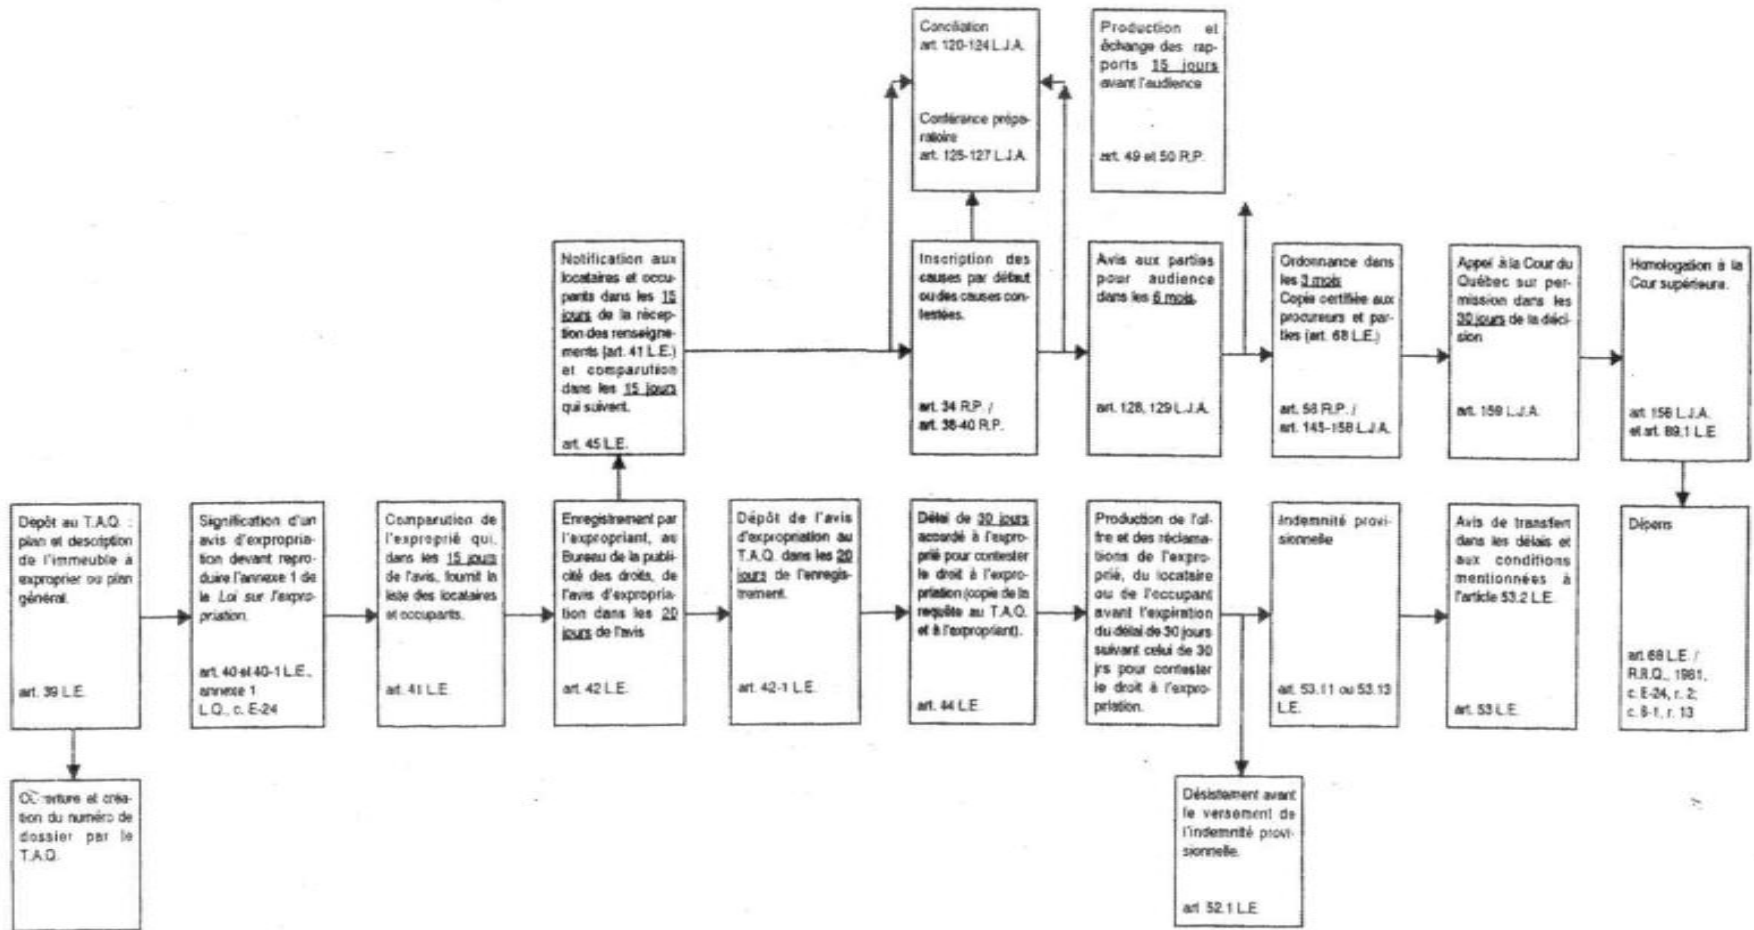 Conciliation
art. 120-124 L.J.A.
Conférence prépa-
ratoire
art. 125-127 L.J.A.
Production et
échange des rap-
ports 15 jours
avant l'audience
art. 49 et 50 R.P.
Notification aux
locataires et occu-
pants dans les 15
jours de la récep-
tion des renseigne-
ments (art. 41 L.E.)
et comparution
dans les 15 jours
qui suivent.
art. 45 L.E.
Inscription des
causes par défaut
ou des causes con-
testées.
art. 34 R.P. /
art. 38-40 R.P.
Avis aux parties
pour audience
dans les 6 mois.
art. 128, 129 L.J.A.
Ordonnance dans
les 3 mois
Copie certifiée aux
procureurs et par-
ties (art. 68 L.E.)
art. 56 R.P. /
art. 145-158 L.J.A.
Appel à la Cour du
Québec sur per-
mission dans les
30 jours de la déci-
sion
art. 159 L.J.A.
Homologation à la
Cour supérieure.
art. 156 L.J.A.
et art. 89.1 L.E.
Dépôt au T.A.Q. :
plan et description
de l'immeuble à
exproprier ou plan
général.
art. 39 L.E.
Signification d'un
avis d'expropria-
tion devant repro-
duire l'annexe 1 de
la Loi sur l'expro-
priation.
art. 40 et 40-1 L.E.,
annexe 1
L.Q., c. E-24
Comparution de
l'exproprié qui,
dans les 15 jours
de l'avis, fournit la
liste des locataires
et occupants.
art. 41 L.E.
Enregistrement par
l'expropriant, au
Bureau de la publi-
cité des droits, de
l'avis d'expropria-
tion dans les 20
jours de l'avis
art. 42 L.E.
Dépôt de l'avis
d'expropriation au
T.A.Q. dans les 20
jours de l'enregis-
trement.
art. 42-1 L.E.
Délai de 30 jours
accordé à l'expro-
prié pour contester
le droit à l'expro-
priation (copie de la
requête au T.A.Q.
et à l'expropriant).
art. 44 L.E.
Production de l'of-
fre et des réclama-
tions de l'expro-
prié, du locataire
ou de l'occupant
avant l'expiration
du délai de 30 jours
suivant celui de 30
jrs pour contester
le droit à l'expro-
priation.
Indemnité provi-
sionnelle
art. 53.11 ou 53.13
L.E.
Avis de transfert
dans les délais et
aux conditions
mentionnées à
l'article 53.2 L.E.
art. 53 L.E.
Dépens
art. 68 L.E. /
R.R.Q., 1981,
c. E-24, r. 2;
r. 13
et créa-
tion du numéro de
dossier par le
T.A.Q.
Désistement avant
le versement de
l'indemnité provi-
sionnelle.
art. 52.1 L.E.